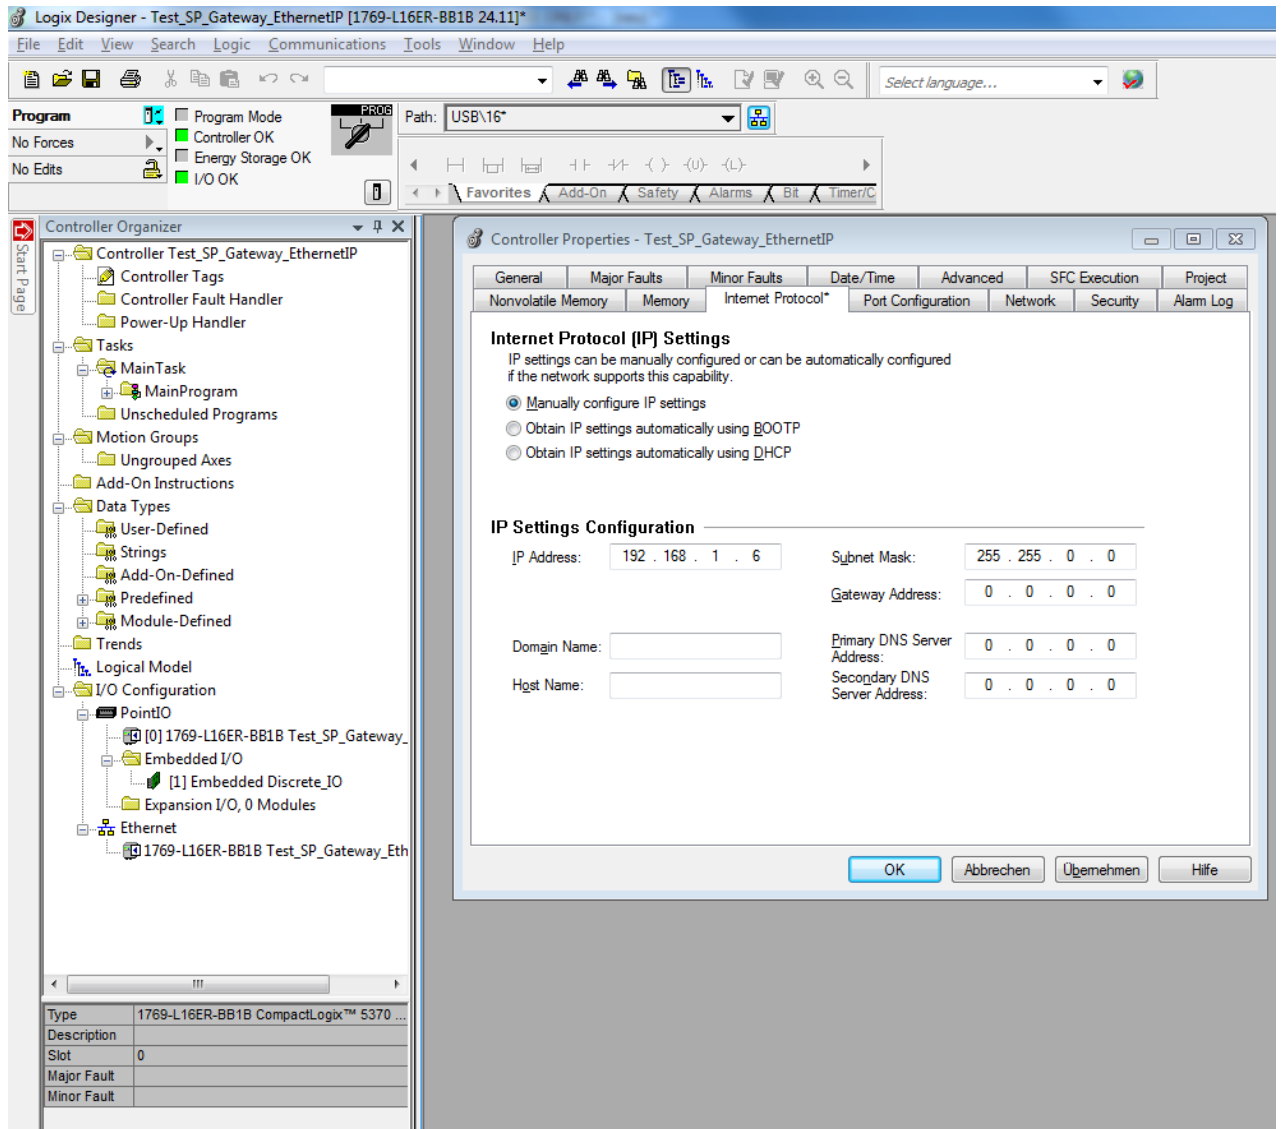 Logix Designer - Test_SP_Gateway_EthernetIP [1769-L16ER-BB1B 24.11]*
File Edit View Search Logic Communications Tools Window Help
Select language...
Program
No Forces
No Edits
Program Mode
Controller OK
Energy Storage OK
I/O OK
PROG
Path: USB\16*
Favorites Add-On Safety Alarms Bit Timer/C
Start Page
Controller Organizer
Controller Test_SP_Gateway_EthernetIP
Controller Tags
Controller Fault Handler
Power-Up Handler
Tasks
MainTask
MainProgram
Unscheduled Programs
Motion Groups
Ungrouped Axes
Add-On Instructions
Data Types
User-Defined
Strings
Add-On-Defined
Predefined
Module-Defined
Trends
Logical Model
I/O Configuration
PointIO
[0] 1769-L16ER-BB1B Test_SP_Gateway_
Embedded I/O
[1] Embedded Discrete_IO
Expansion I/O, 0 Modules
Ethernet
1769-L16ER-BB1B Test_SP_Gateway_Eth
Type 1769-L16ER-BB1B CompactLogix™ 5370 ...
Description
Slot 0
Major Fault
Minor Fault
Controller Properties - Test_SP_Gateway_EthernetIP
General Major Faults Minor Faults Date/Time Advanced SFC Execution Project
Nonvolatile Memory Memory Internet Protocol* Port Configuration Network Security Alarm Log
Internet Protocol (IP) Settings
IP settings can be manually configured or can be automatically configured
if the network supports this capability.
Manually configure IP settings
Obtain IP settings automatically using BOOTP
Obtain IP settings automatically using DHCP
IP Settings Configuration
IP Address: 192 . 168 . 1 . 6 Subnet Mask: 255 . 255 . 0 . 0
Gateway Address: 0 . 0 . 0 . 0
Domain Name: Primary DNS Server
Address: 0 . 0 . 0 . 0
Host Name: Secondary DNS
Server Address: 0 . 0 . 0 . 0
OK Abbrechen Übernehmen Hilfe